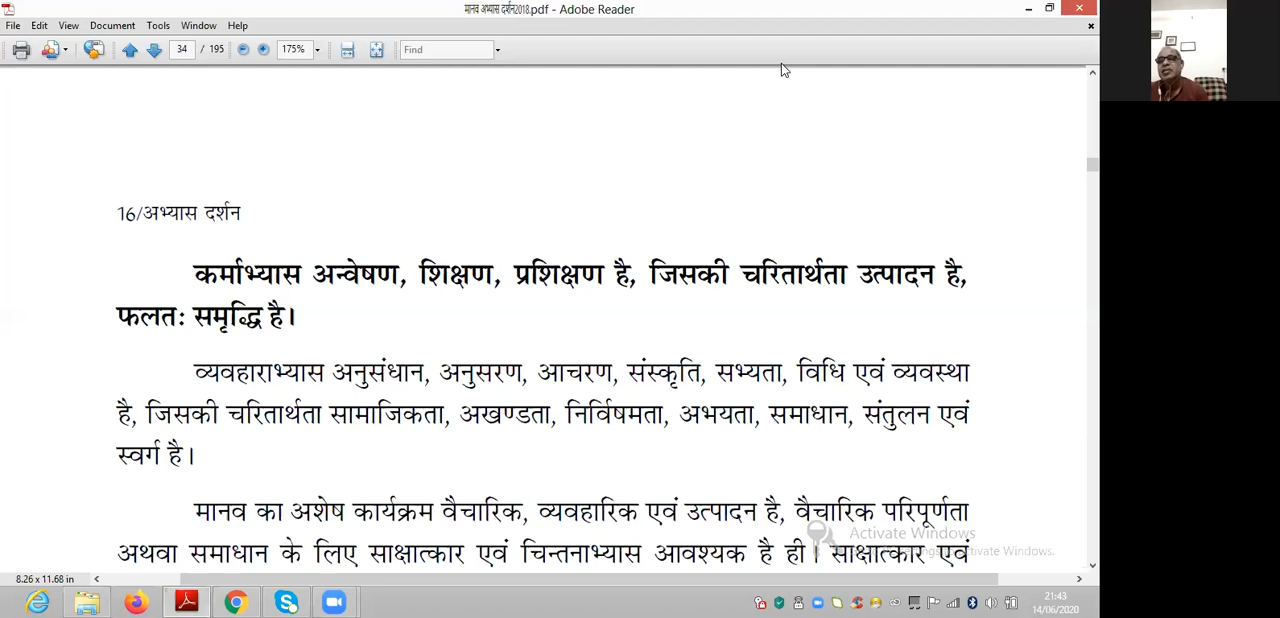 मानव अभ्यास दर्शन2018.pdf - Adobe Reader
File Edit View Document Tools Window Help
34 / 195 175% Find
16/अभ्यास दर्शन
कर्माभ्यास अन्वेषण, शिक्षण, प्रशिक्षण है, जिसकी चरितार्थता उत्पादन है,
फलतः समृद्धि है।
व्यवहाराभ्यास अनुसंधान, अनुसरण, आचरण, संस्कृति, सभ्यता, विधि एवं व्यवस्था
है, जिसकी चरितार्थता सामाजिकता, अखण्डता, निर्विषमता, अभयता, समाधान, संतुलन एवं
स्वर्ग है।
मानव का अशेष कार्यक्रम वैचारिक, व्यवहारिक एवं उत्पादन है, वैचारिक परिपूर्णता
Activate Windows
अथवा समाधान के लिए साक्षात्कार एवं चिन्तनाभ्यास आवश्यक है ही। साक्षात्कार एवं
activate Windows.
8.26 x 11.68 in
21:43
14/06/2020